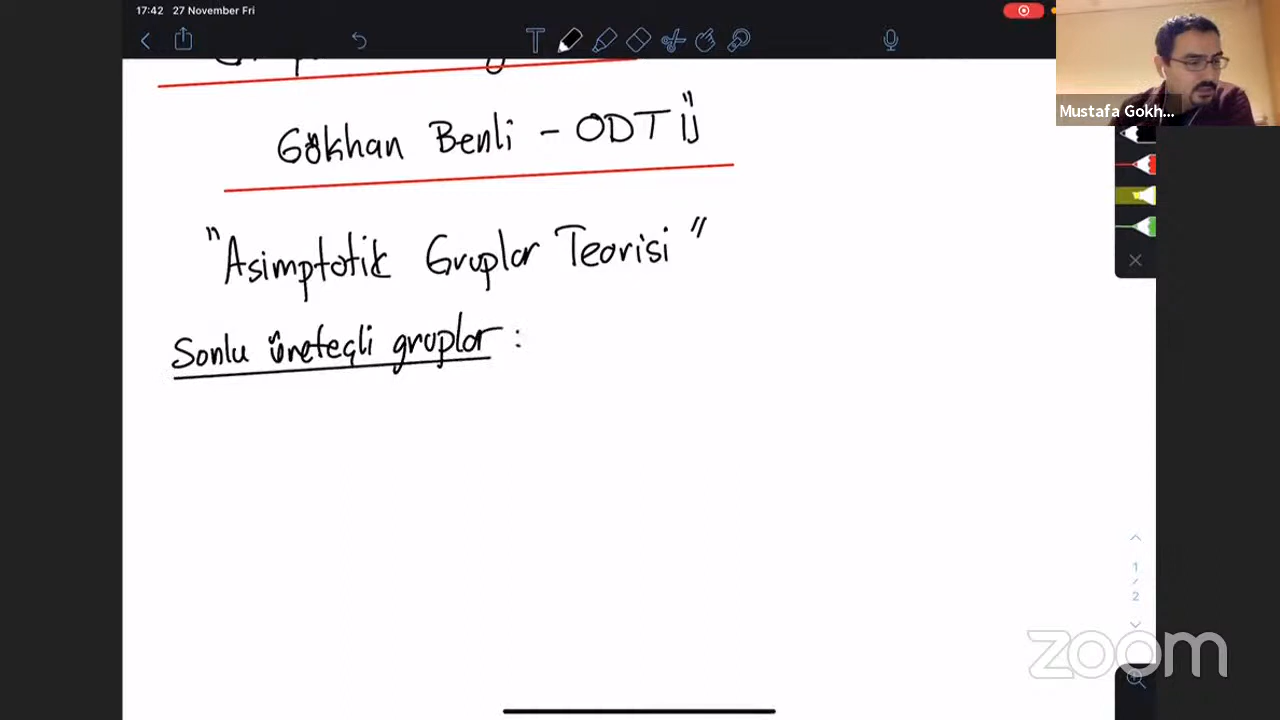 17:42 27 November Fri
Mustafa Gokh...
Gökhan Benli - ODTÜ
"Asimptotik Gruplar Teorisi"
Sonlu üreteçli gruplar :
1
/
2
zoom